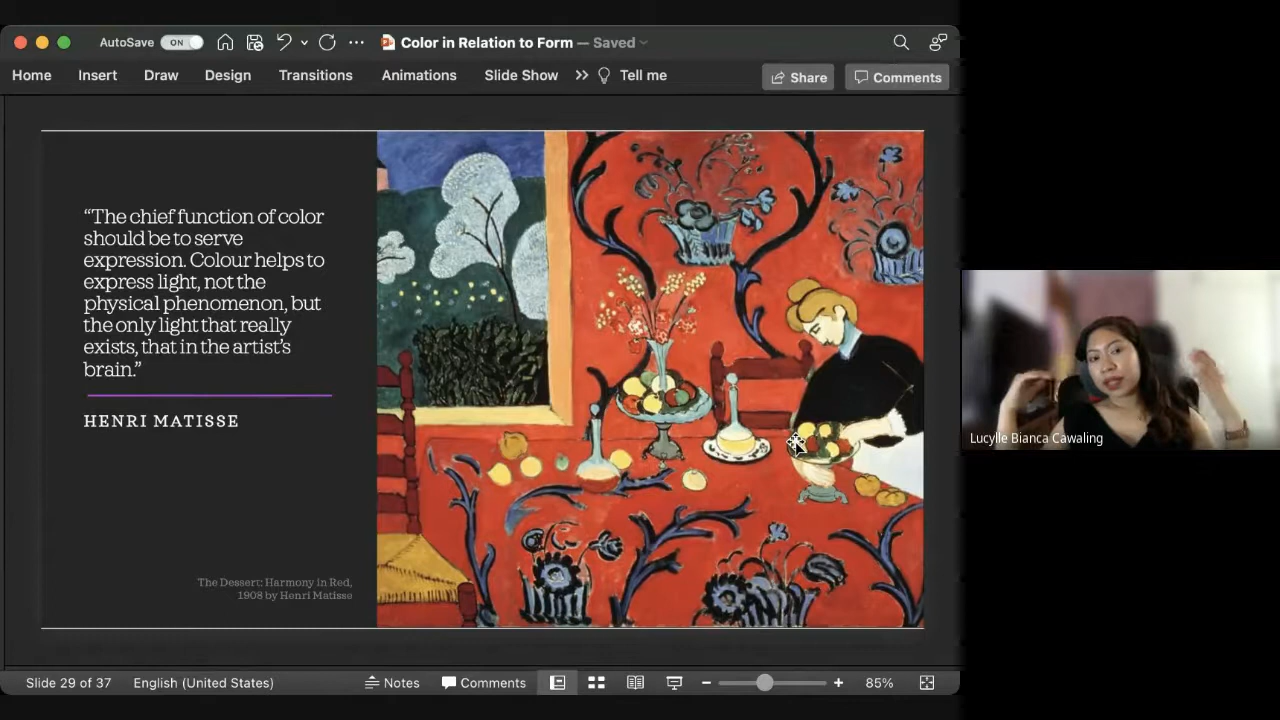 AutoSave ON Color in Relation to Form — Saved
Home Insert Draw Design Transitions Animations Slide Show Tell me Share Comments
“The chief function of color
should be to serve
expression. Colour helps to
express light, not the
physical phenomenon, but
the only light that really
exists, that in the artist’s
brain.”
HENRI MATISSE
The Dessert: Harmony in Red,
1908 by Henri Matisse
Lucylle Bianca Cawaling
Slide 29 of 37 English (United States) Notes Comments 85%